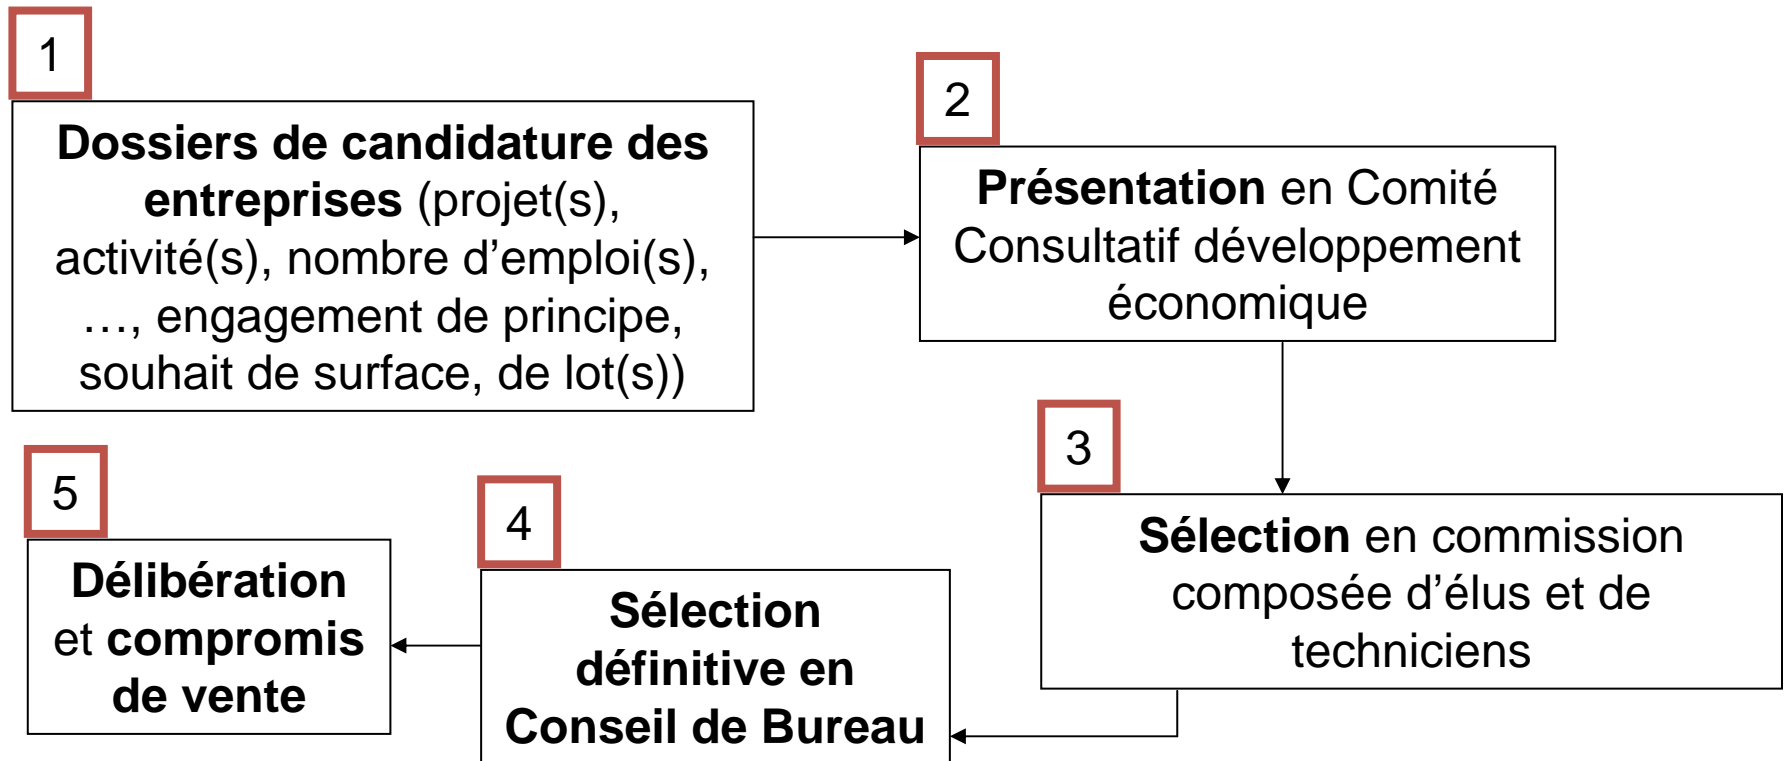 1
Dossiers de candidature des
entreprises (projet(s),
activité(s), nombre d’emploi(s),
…, engagement de principe,
souhait de surface, de lot(s))
2
Présentation en Comité
Consultatif développement
économique
3
Sélection en commission
composée d’élus et de
techniciens
4
Sélection
définitive en
Conseil de Bureau
5
Délibération
et compromis
de vente